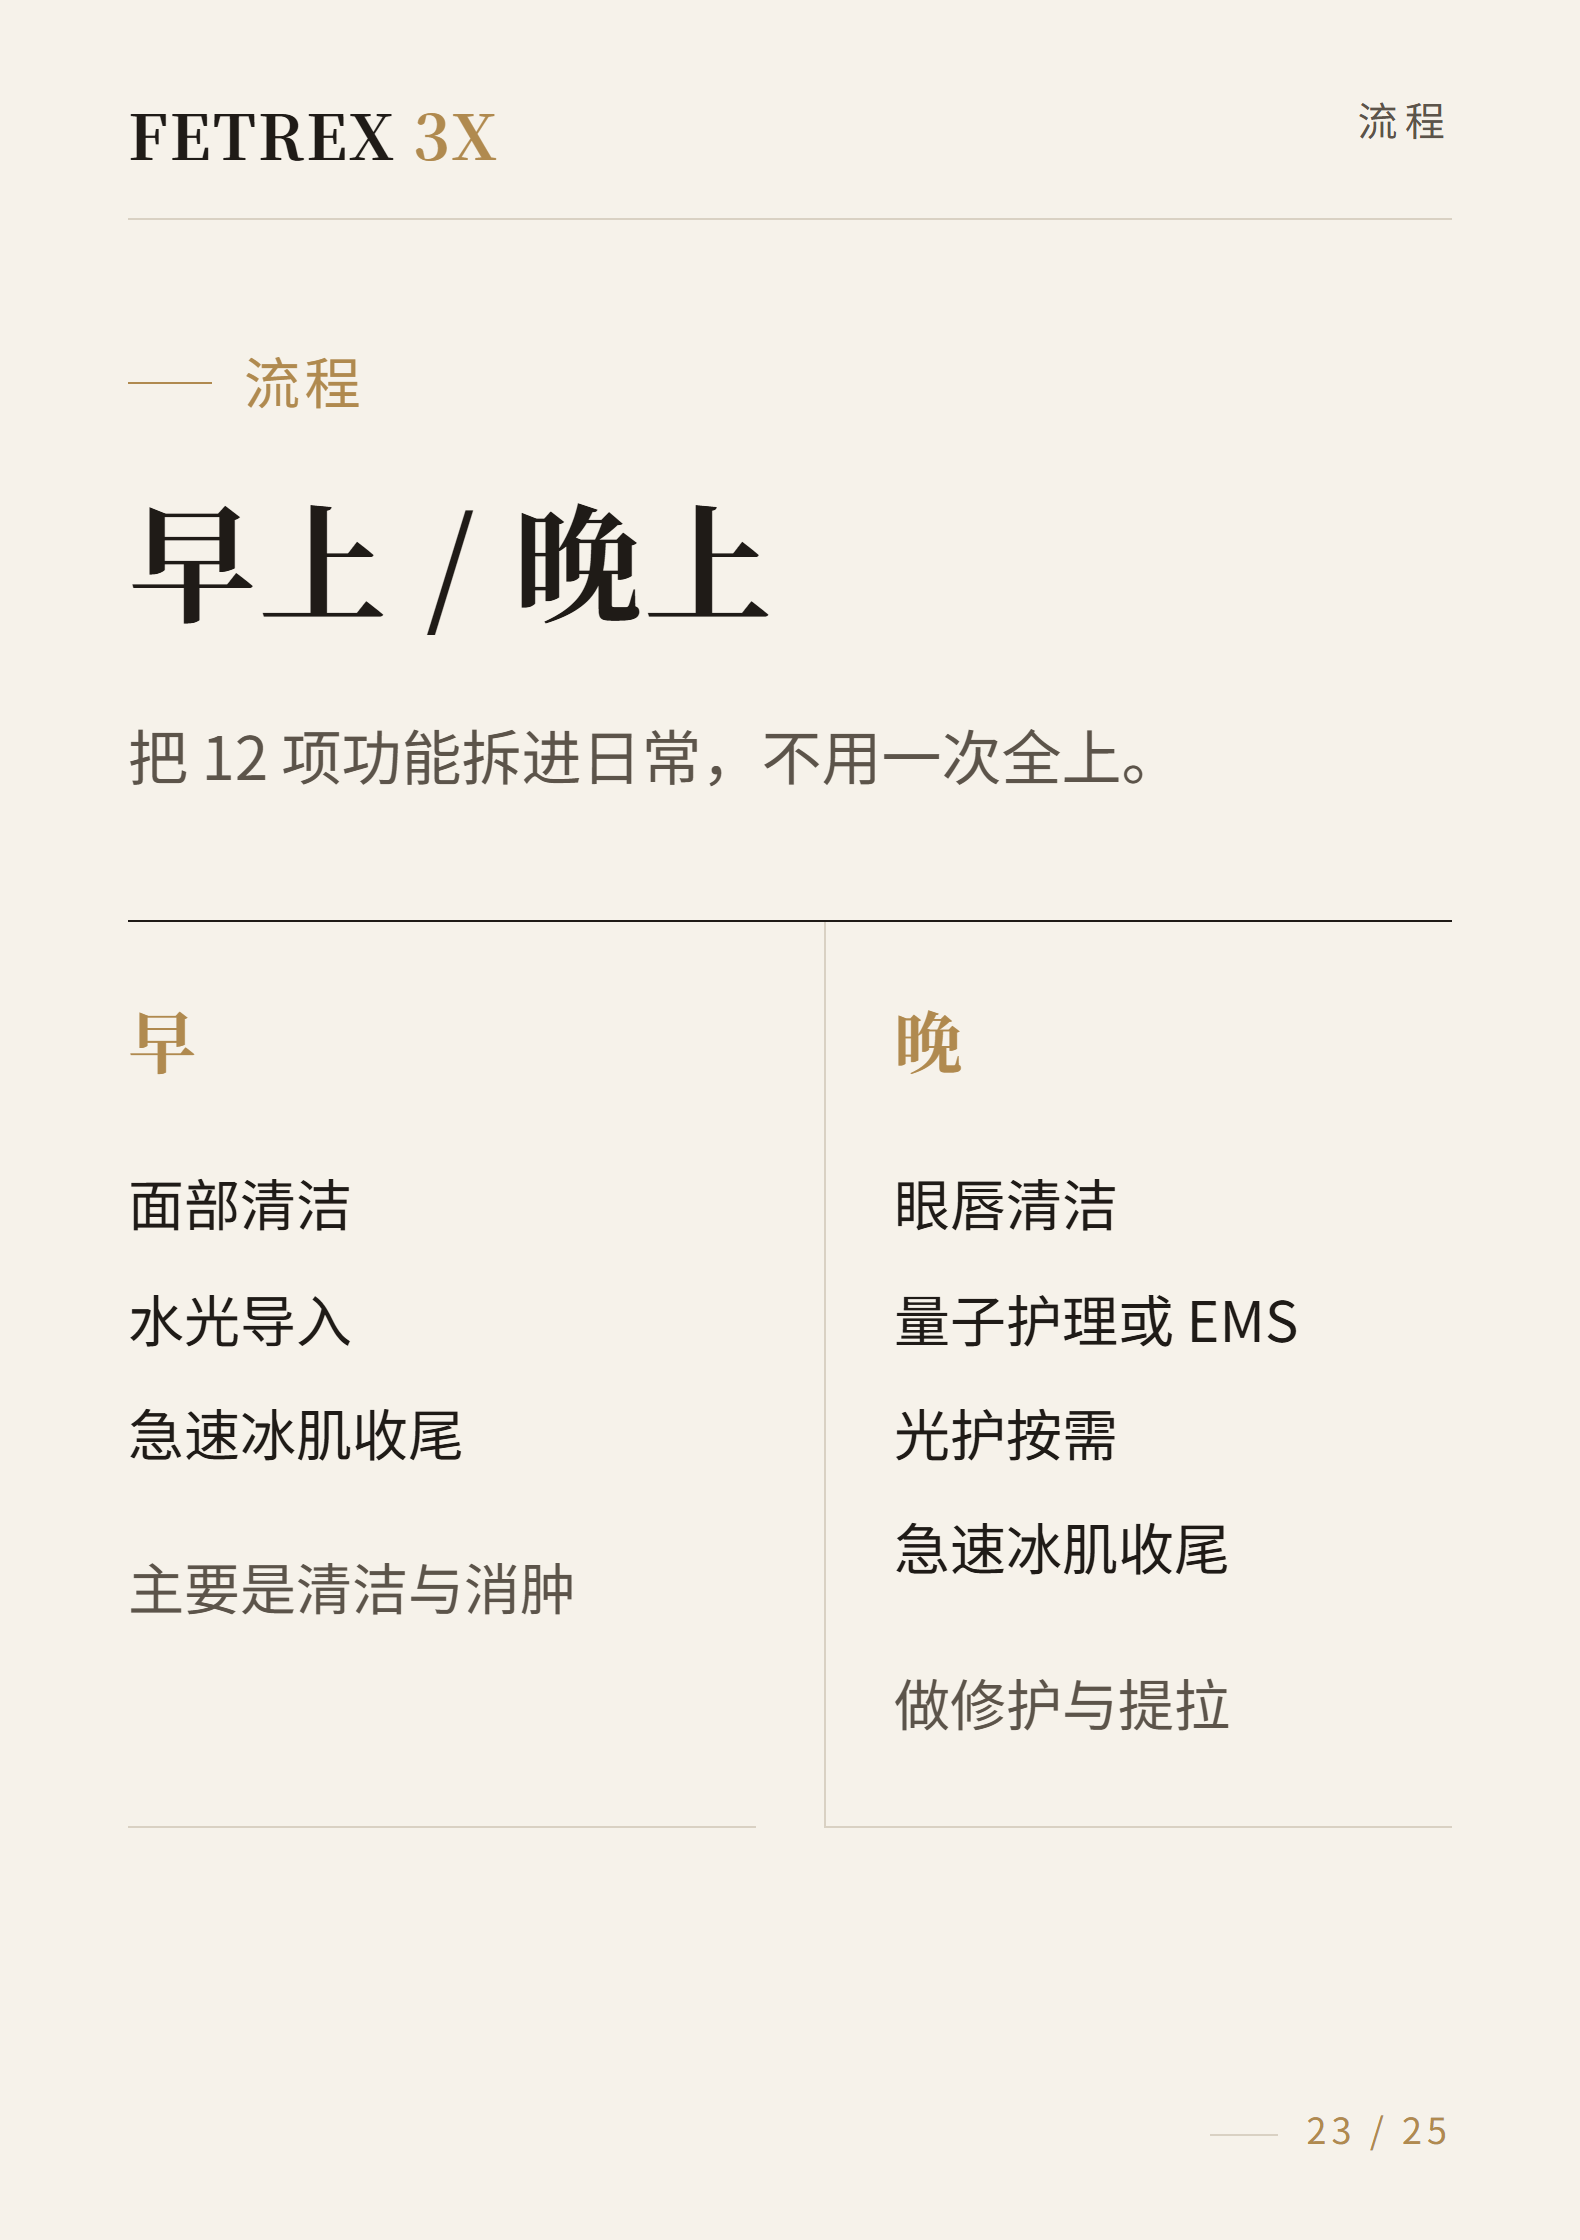 FETREX 3X
流程
流程
早上 / 晚上
把 12 项功能拆进日常，不用一次全上。
早
面部清洁
水光导入
急速冰肌收尾
主要是清洁与消肿
晚
眼唇清洁
量子护理或 EMS
光护按需
急速冰肌收尾
做修护与提拉
23 / 25